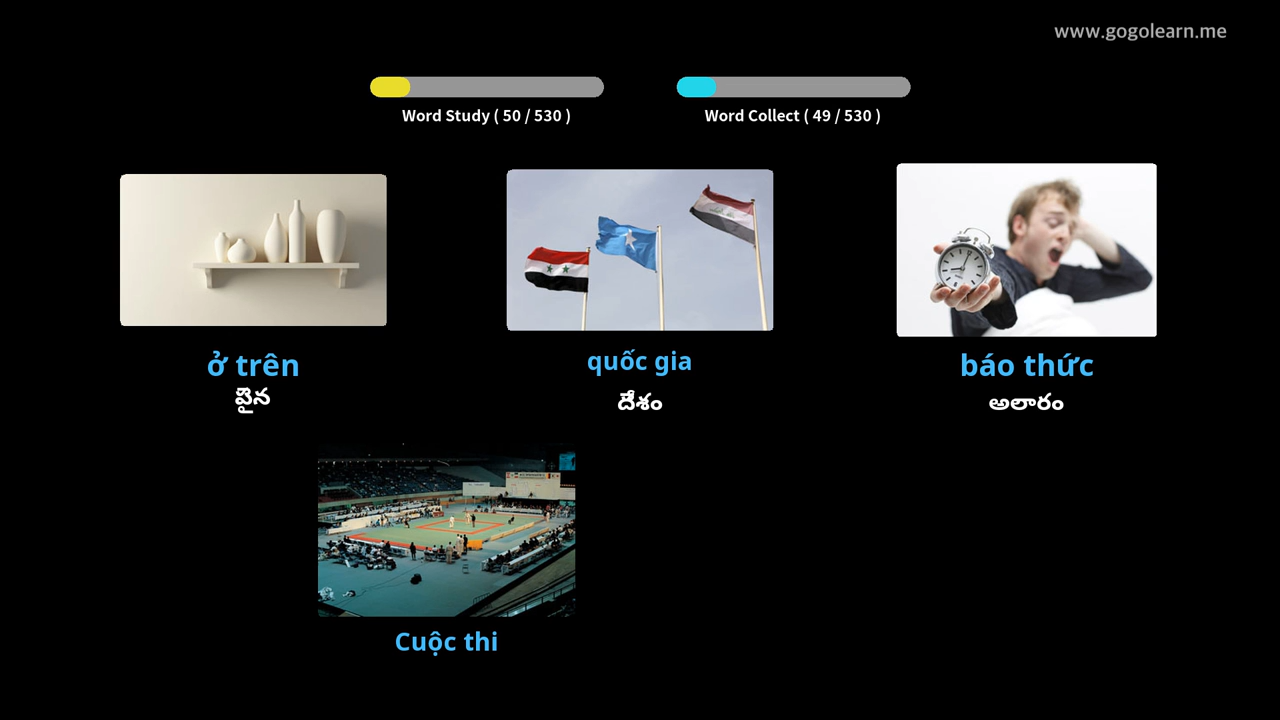 www.gogolearn.me
Word Study ( 50 / 530 )
Word Collect ( 49 / 530 )
ở trên
quốc gia
báo thức
పైన
దేశం
అలారం
Cuộc thi